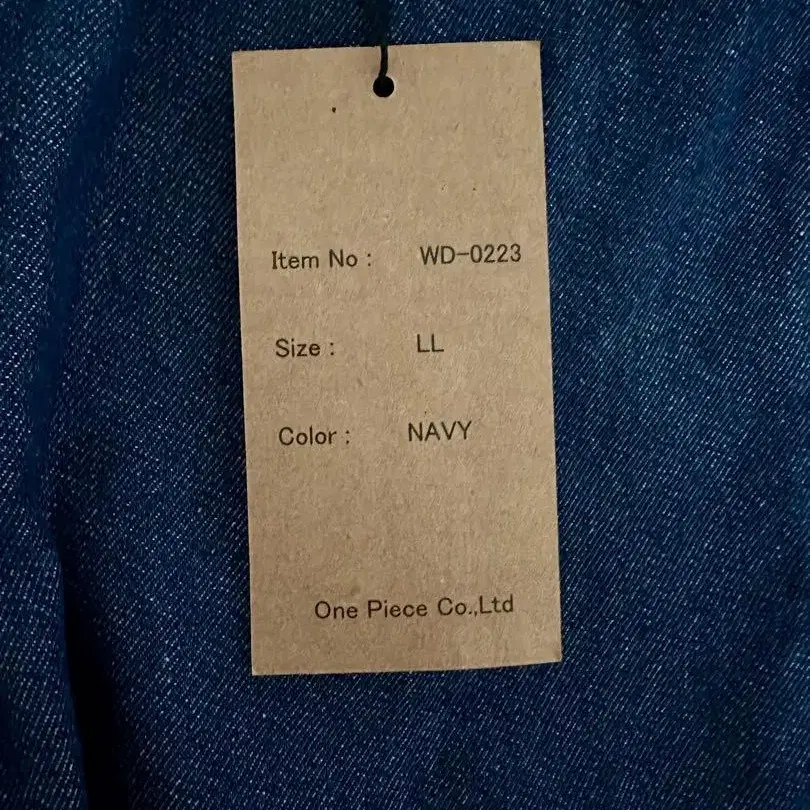 Item No : WD-0223
Size : LL
Color : NAVY
One Piece Co.,Ltd